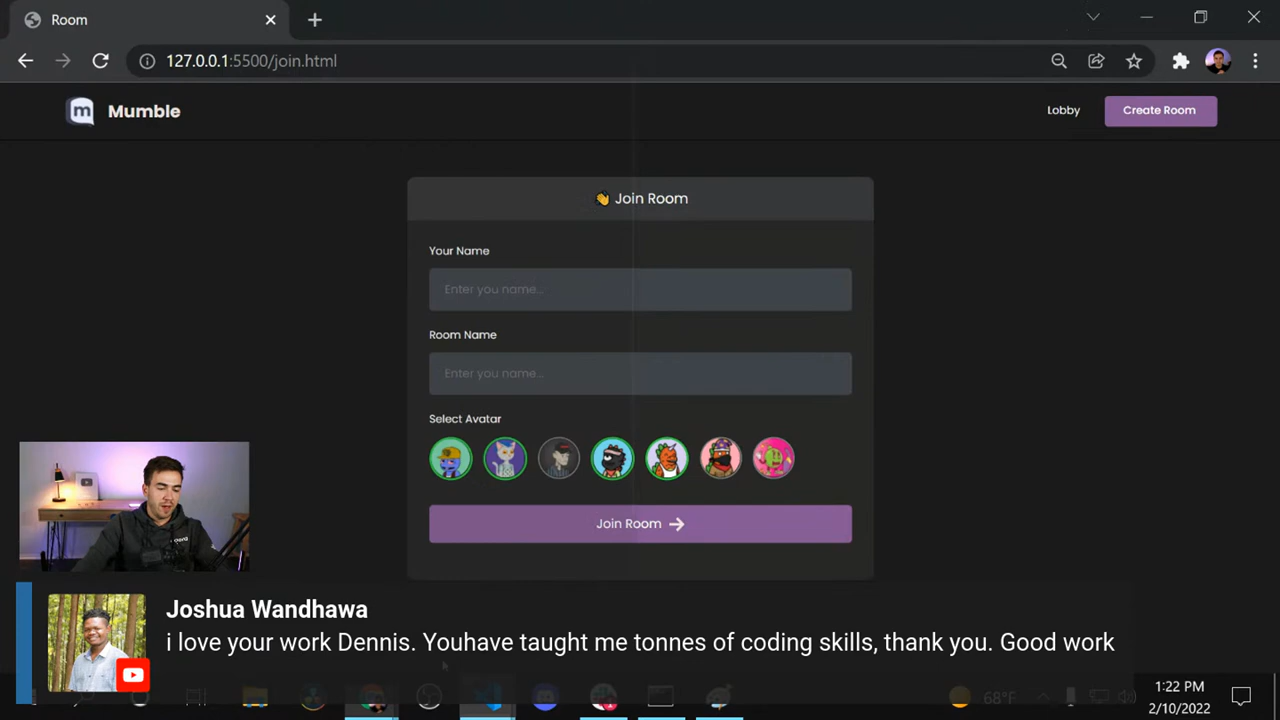 Room
127.0.0.1:5500/join.html
Mumble
Lobby
Create Room
👋 Join Room
Your Name
Enter you name...
Room Name
Enter you name...
Select Avatar
Join Room →
Joshua Wandhawa
i love your work Dennis. Youhave taught me tonnes of coding skills, thank you. Good work
68°F
1:22 PM
2/10/2022